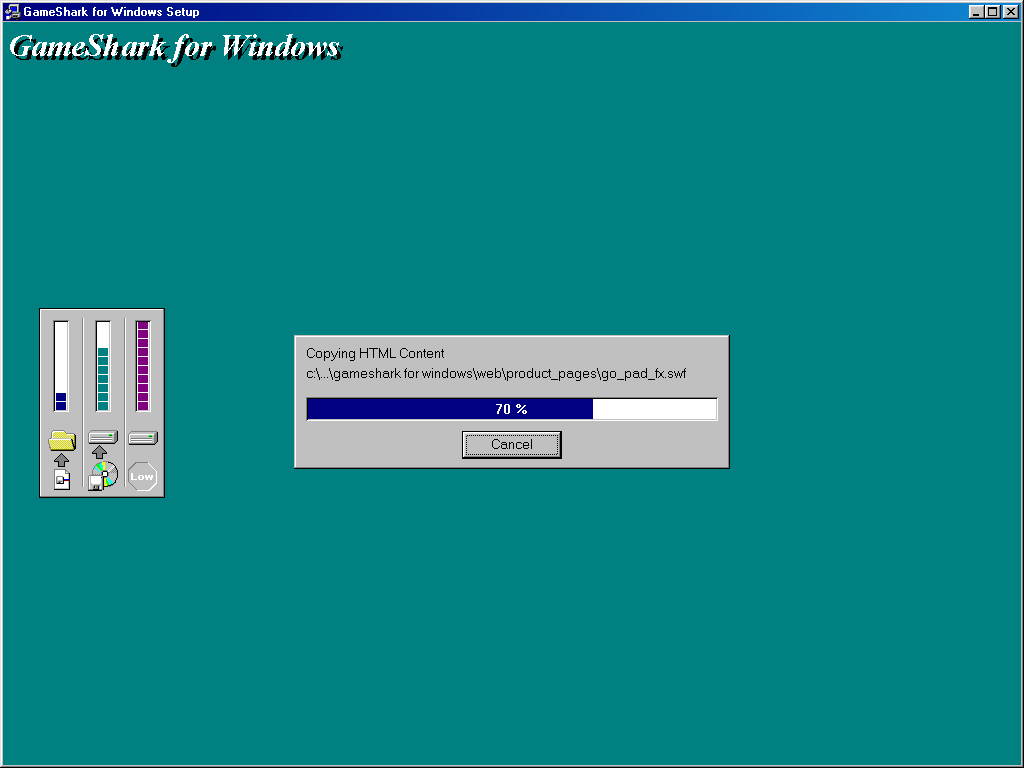 GameShark for Windows Setup
GameShark for Windows
Copying HTML Content
c:\...\gameshark for windows\web\product_pages\go_pad_fx.swf
70 %
Cancel
Low